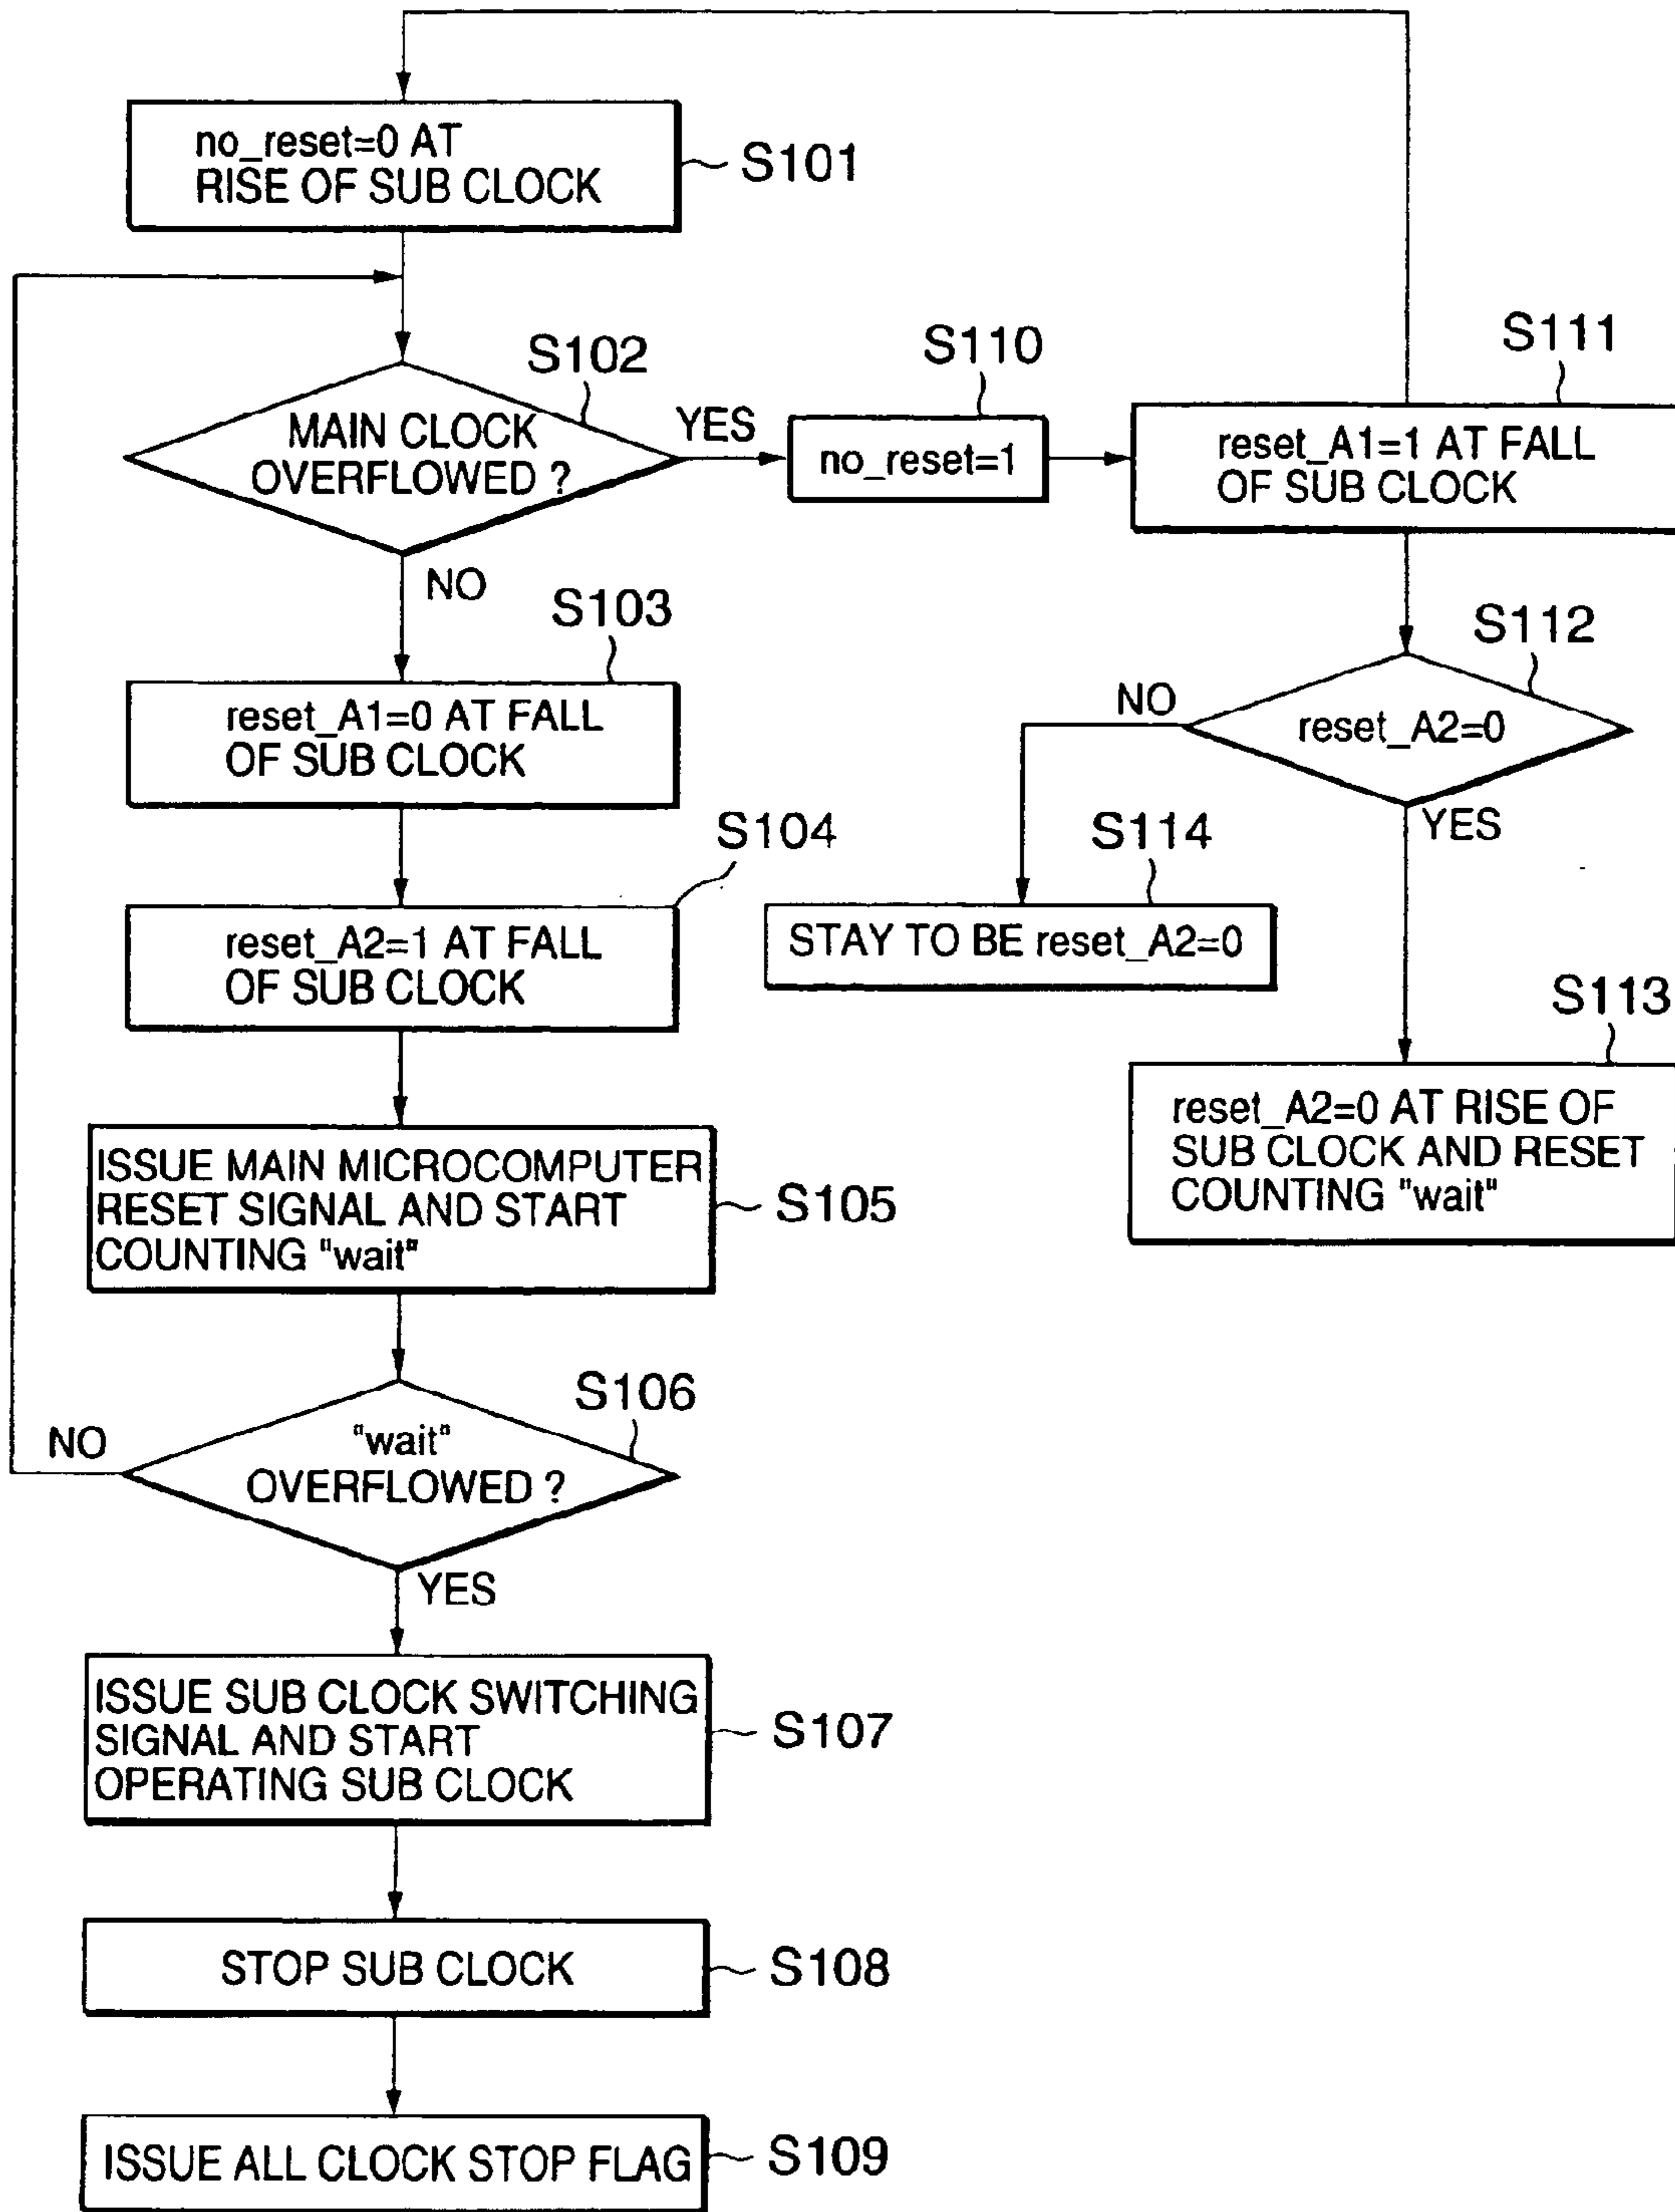 no_reset=0 AT
RISE OF SUB CLOCK
S101
S102
MAIN CLOCK
OVERFLOWED ?
YES
NO
S110
no_reset=1
S111
reset_A1=1 AT FALL
OF SUB CLOCK
S103
reset_A1=0 AT FALL
OF SUB CLOCK
S112
reset_A2=0
NO
YES
S104
reset_A2=1 AT FALL
OF SUB CLOCK
S114
STAY TO BE reset_A2=0
S113
reset_A2=0 AT RISE OF
SUB CLOCK AND RESET
COUNTING "wait"
ISSUE MAIN MICROCOMPUTER
RESET SIGNAL AND START
COUNTING "wait"
S105
S106
"wait"
OVERFLOWED ?
NO
YES
ISSUE SUB CLOCK SWITCHING
SIGNAL AND START
OPERATING SUB CLOCK
S107
STOP SUB CLOCK
S108
ISSUE ALL CLOCK STOP FLAG
S109